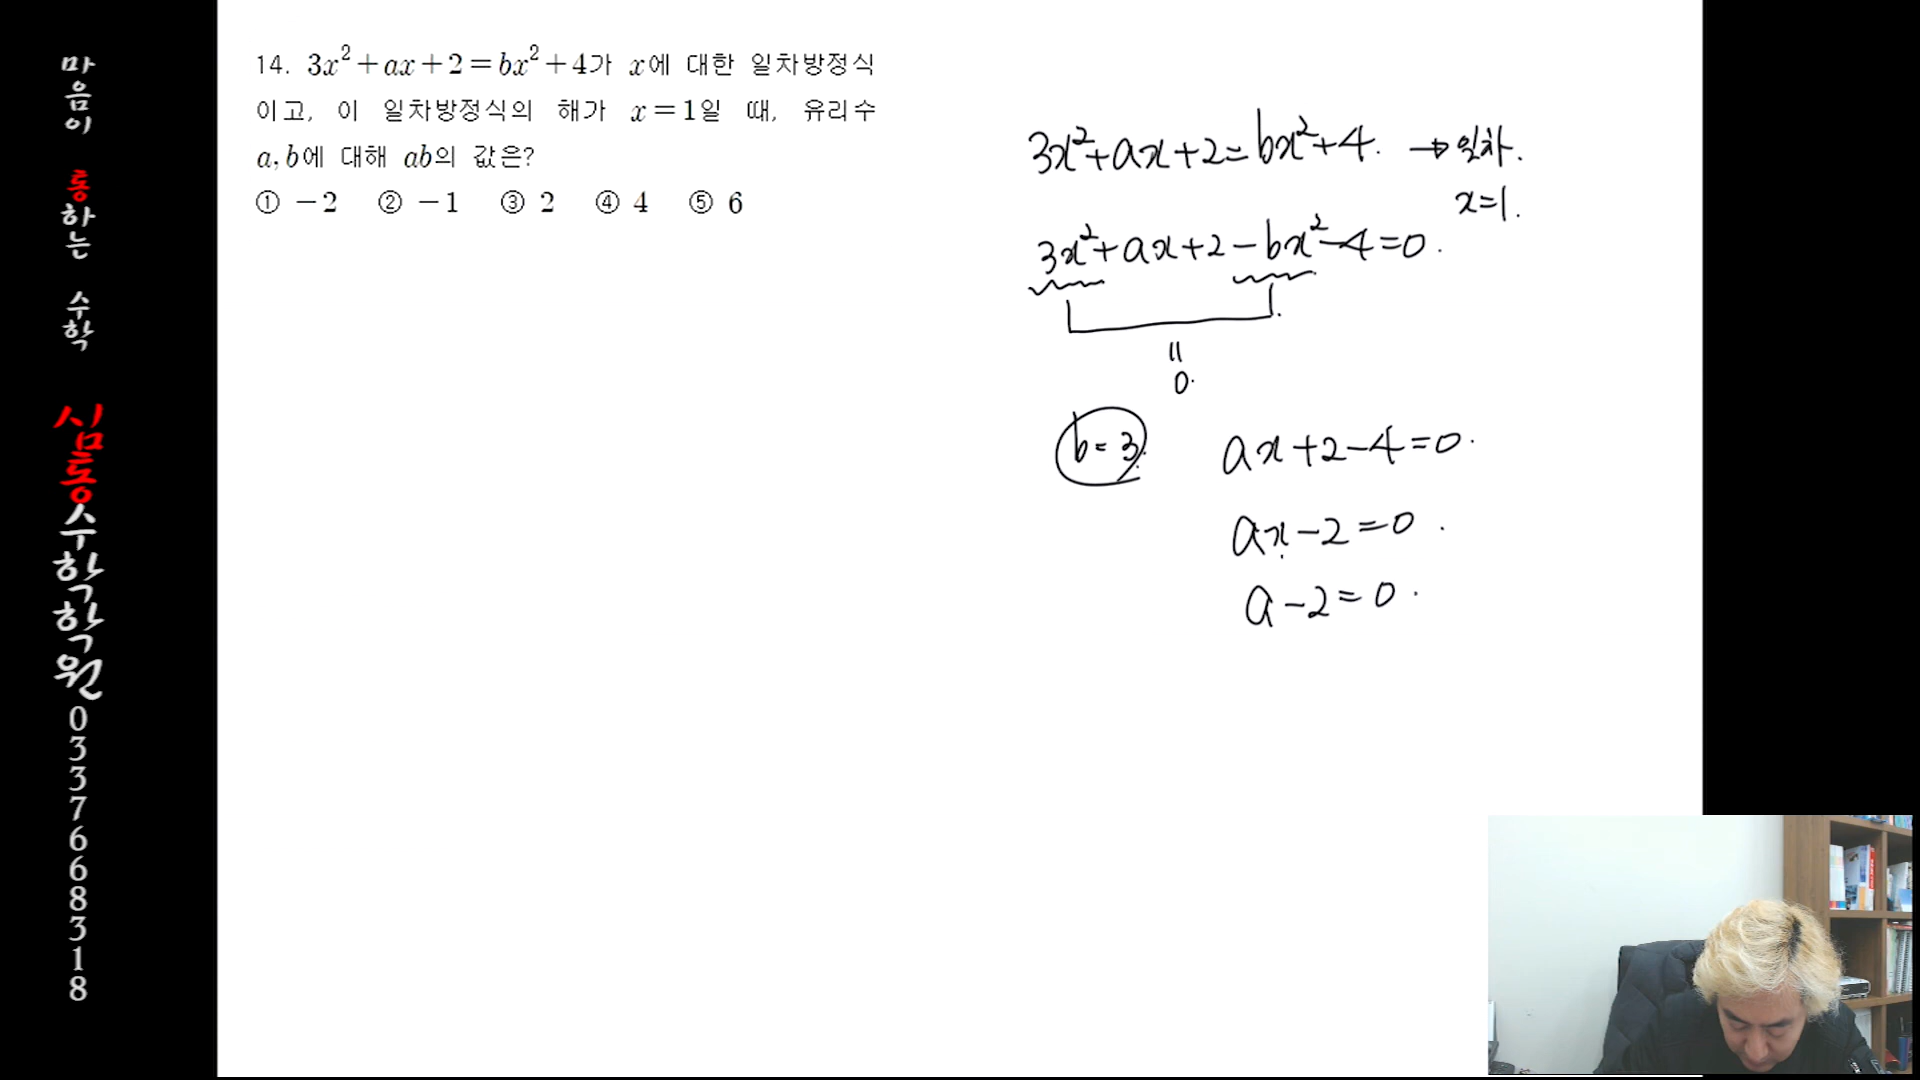 마음이 통하는 수학
심통수학학원
0337668318
14. 3x²+ax+2=bx²+4가 x에 대한 일차방정식
이고, 이 일차방정식의 해가 x=1일 때, 유리수
a, b에 대해 ab의 값은?
① -2 ② -1 ③ 2 ④ 4 ⑤ 6
3x²+ax+2=bx²+4. → 일차.
x=1.
3x²+ax+2-bx²-4=0.
=
0.
b=3.
ax+2-4=0.
ax-2=0.
a-2=0.